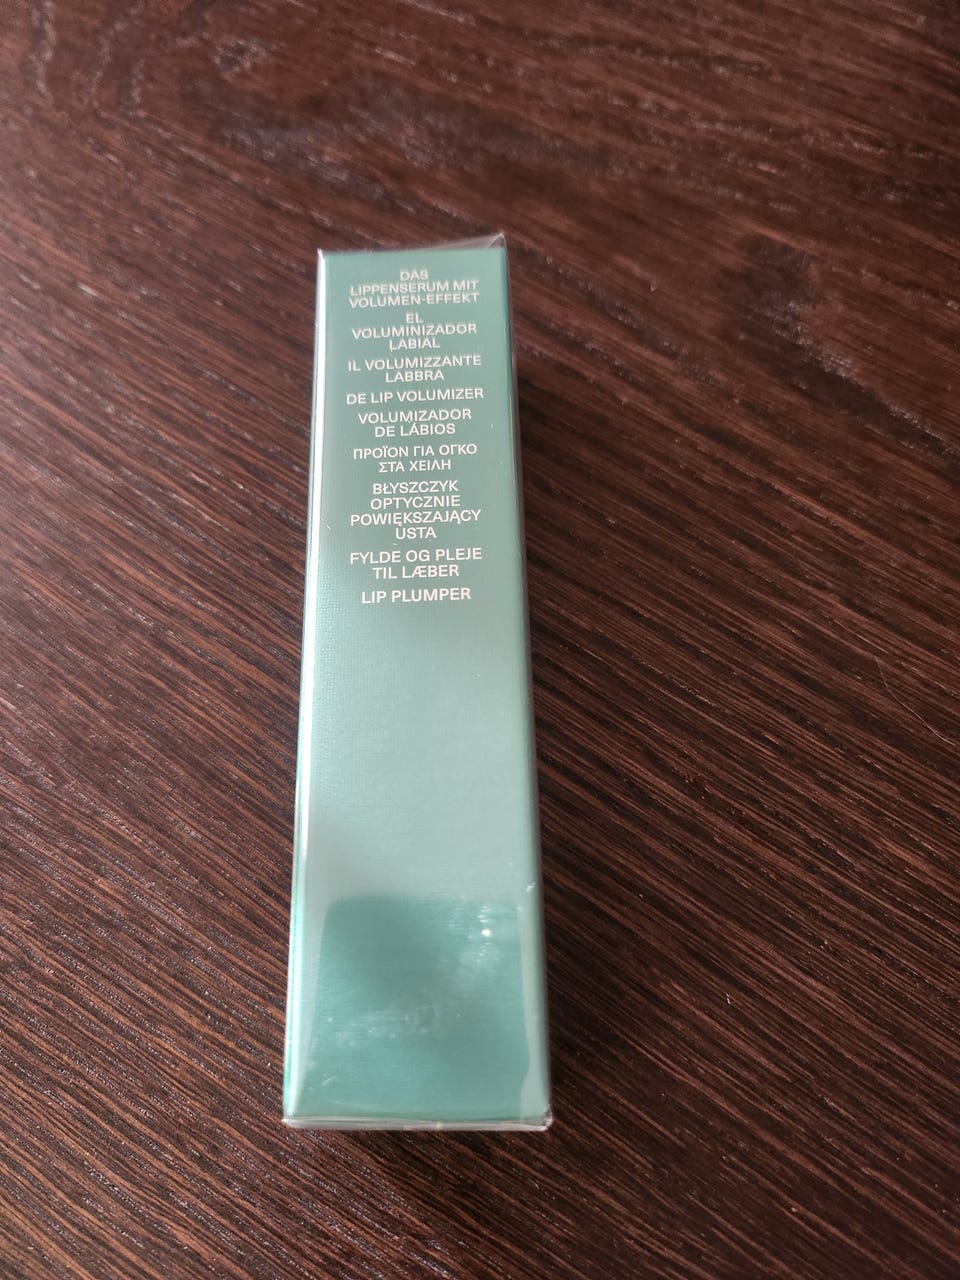 DAS
LIPPENSERUM MIT
VOLUMEN-EFFEKT
EL
VOLUMINIZADOR
LABIAL
IL VOLUMIZZANTE
LABBRA
DE LIP VOLUMIZER
VOLUMIZADOR
DE LÁBIOS
ΠΡΟΪΟΝ ΓΙΑ ΟΓΚΟ
ΣΤΑ ΧΕΙΛΗ
BŁYSZCZYK
OPTYCZNIE
POWIĘKSZAJĄCY
USTA
FYLDE OG PLEJE
TIL LÆBER
LIP PLUMPER